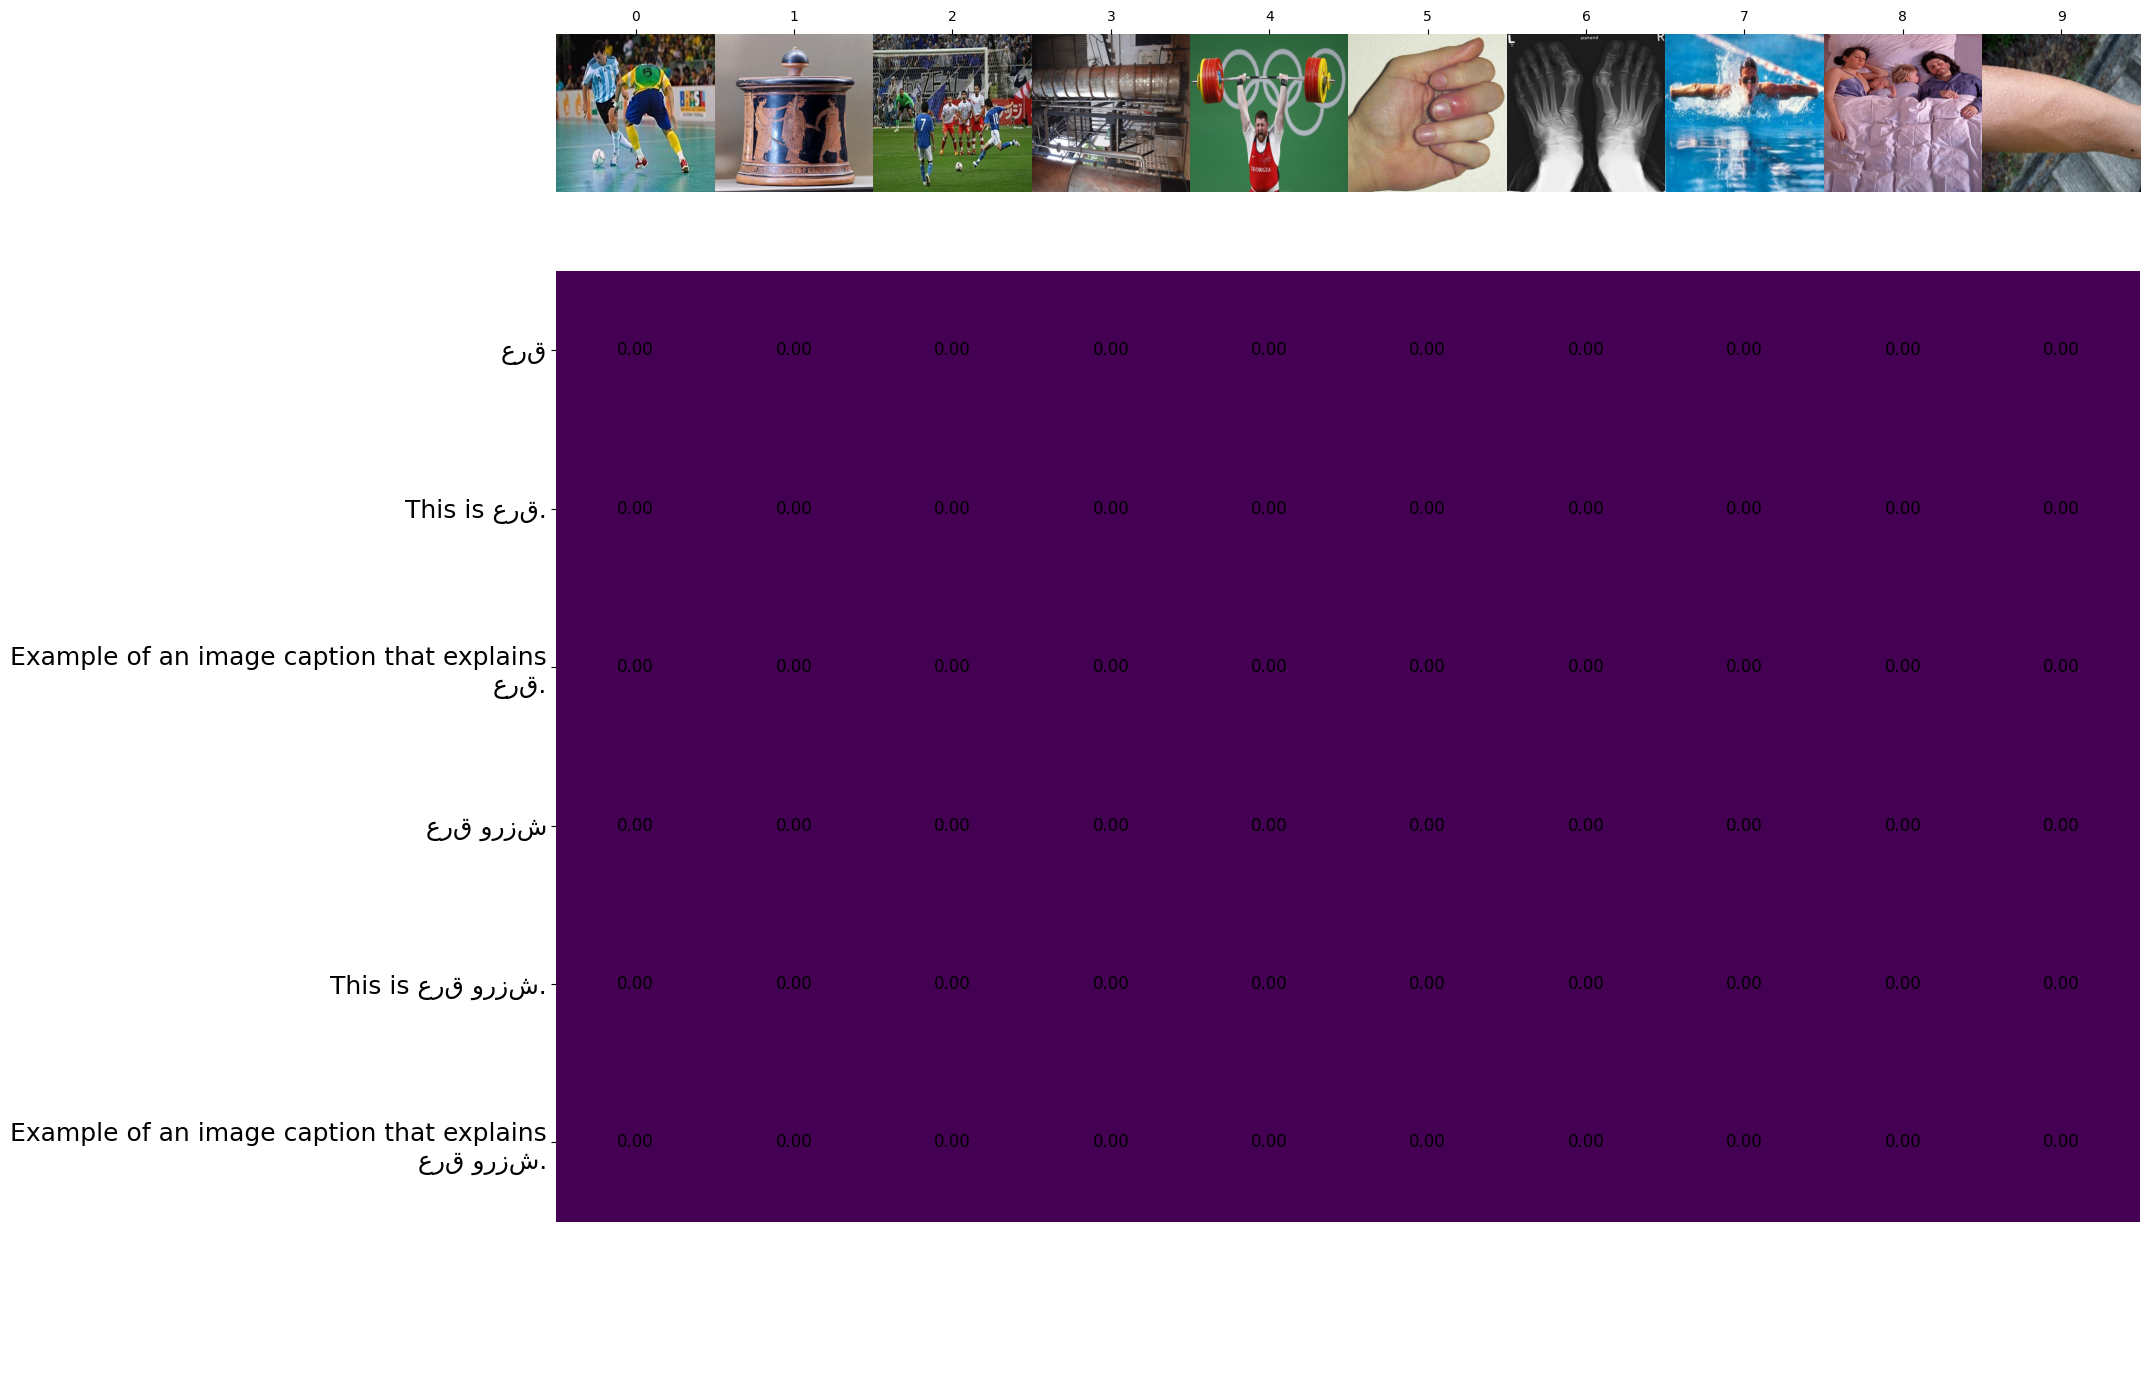 0 1 2 3 4 5 6 7 8 9
7
10
GEORGIA
L
R
عرق 0.00 0.00 0.00 0.00 0.00 0.00 0.00 0.00 0.00 0.00
This is عرق. 0.00 0.00 0.00 0.00 0.00 0.00 0.00 0.00 0.00 0.00
Example of an image caption that explains
عرق. 0.00 0.00 0.00 0.00 0.00 0.00 0.00 0.00 0.00 0.00
عرق ورزش 0.00 0.00 0.00 0.00 0.00 0.00 0.00 0.00 0.00 0.00
This is عرق ورزش. 0.00 0.00 0.00 0.00 0.00 0.00 0.00 0.00 0.00 0.00
Example of an image caption that explains
عرق ورزش. 0.00 0.00 0.00 0.00 0.00 0.00 0.00 0.00 0.00 0.00